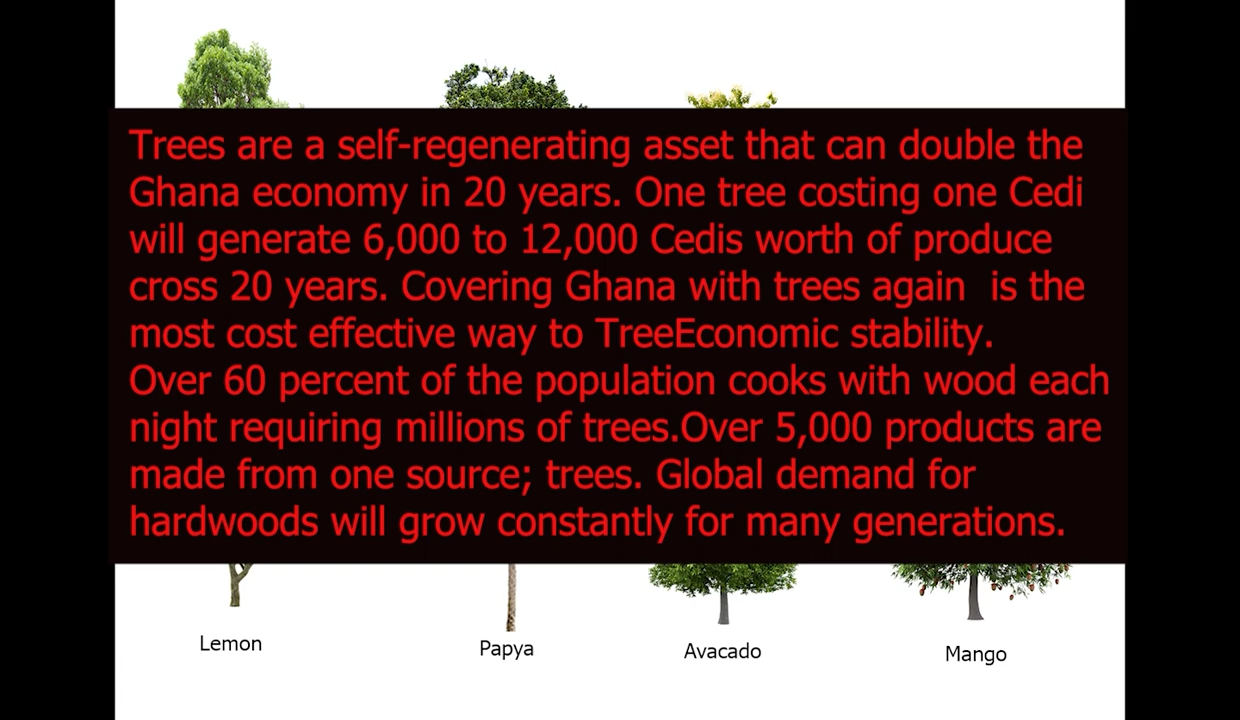 Trees are a self-regenerating asset that can double the
Ghana economy in 20 years. One tree costing one Cedi
will generate 6,000 to 12,000 Cedis worth of produce
cross 20 years. Covering Ghana with trees again  is the
most cost effective way to TreeEconomic stability.
Over 60 percent of the population cooks with wood each
night requiring millions of trees.Over 5,000 products are
made from one source; trees. Global demand for
hardwoods will grow constantly for many generations.
Lemon
Papya
Avacado
Mango